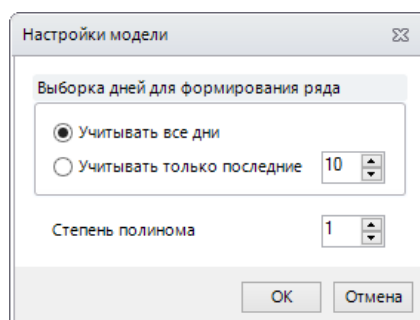 Настройки модели
Выборка дней для формирования ряда
Учитывать все дни
Учитывать только последние 10
Степень полинома 1
OK Отмена